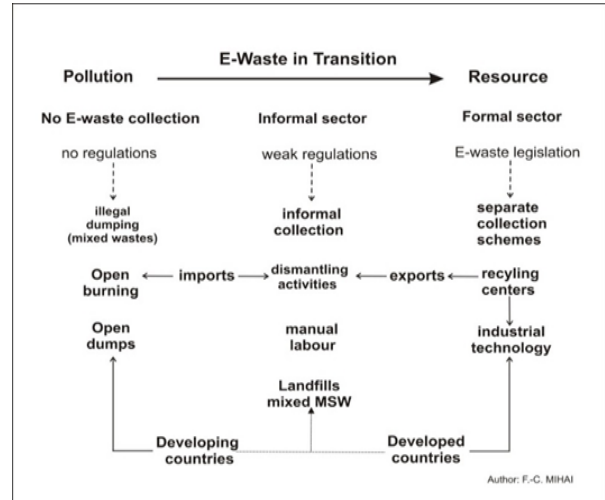 E-Waste in Transition
Pollution
Resource
No E-waste collection
Informal sector
Formal sector
no regulations
weak regulations
E-waste legislation
illegal
dumping
(mixed wastes)
informal
collection
separate
collection
schemes
Open
burning
imports
dismantling
activities
exports
recyling
centers
Open
dumps
manual
labour
industrial
technology
Landfills
mixed MSW
Developing
countries
Developed
countries
Author: F.-C. MIHAI